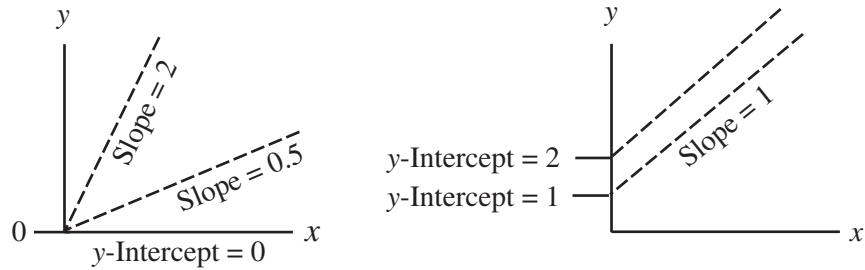 y
Slope = 2
Slope = 0.5
0
x
y-Intercept = 0
y
Slope = 1
y-Intercept = 2
y-Intercept = 1
x